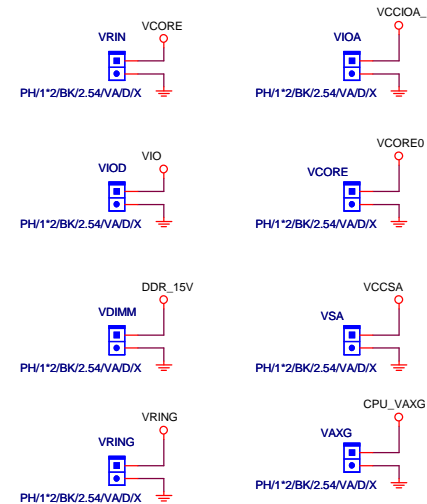 VCORE
VRIN
PH/1*2/BK/2.54/VA/D/X
VCCIOA_
VIOA
PH/1*2/BK/2.54/VA/D/X
VIO
VIOD
PH/1*2/BK/2.54/VA/D/X
VCORE0
VCORE
PH/1*2/BK/2.54/VA/D/X
DDR_15V
VDIMM
PH/1*2/BK/2.54/VA/D/X
VCCSA
VSA
PH/1*2/BK/2.54/VA/D/X
VRING
VRING
PH/1*2/BK/2.54/VA/D/X
CPU_VAXG
VAXG
PH/1*2/BK/2.54/VA/D/X